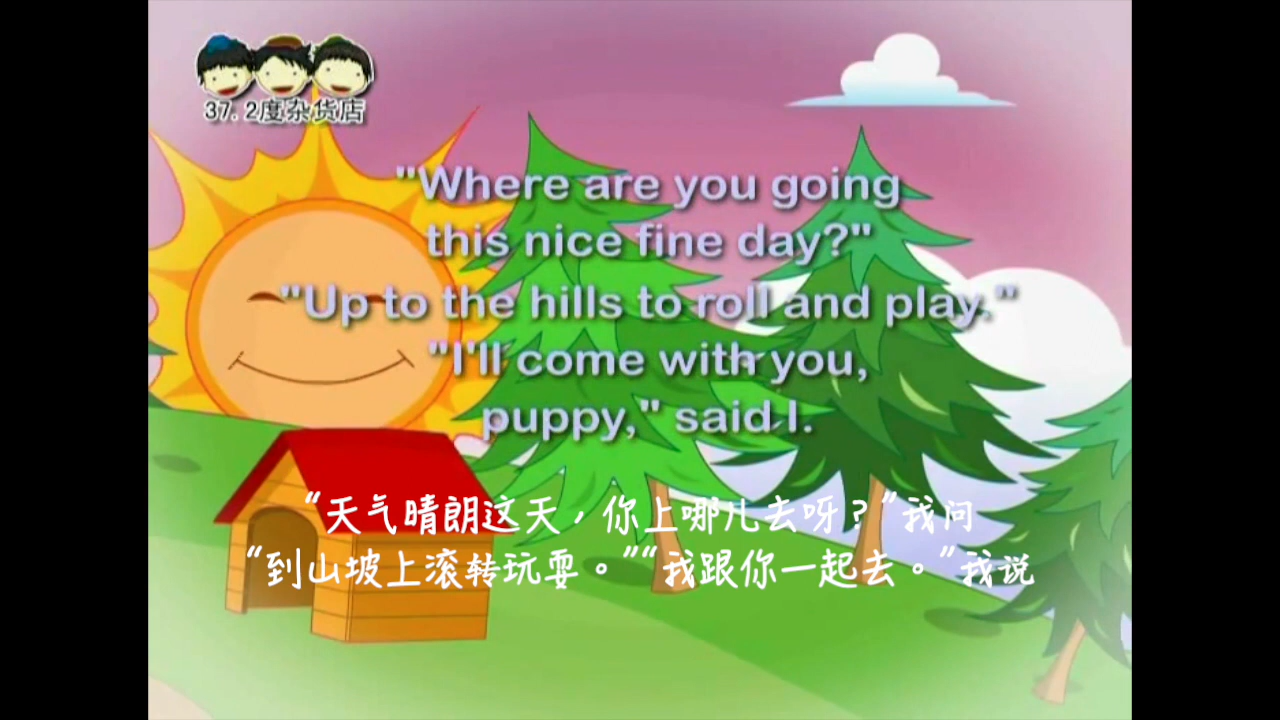 37.2度杂货店
"Where are you going
this nice fine day?"
"Up to the hills to roll and play."
"I'll come with you,
puppy," said I.
“天气晴朗这天，你上哪儿去呀？”我问
“到山坡上滚转玩耍。”“我跟你一起去。”我说